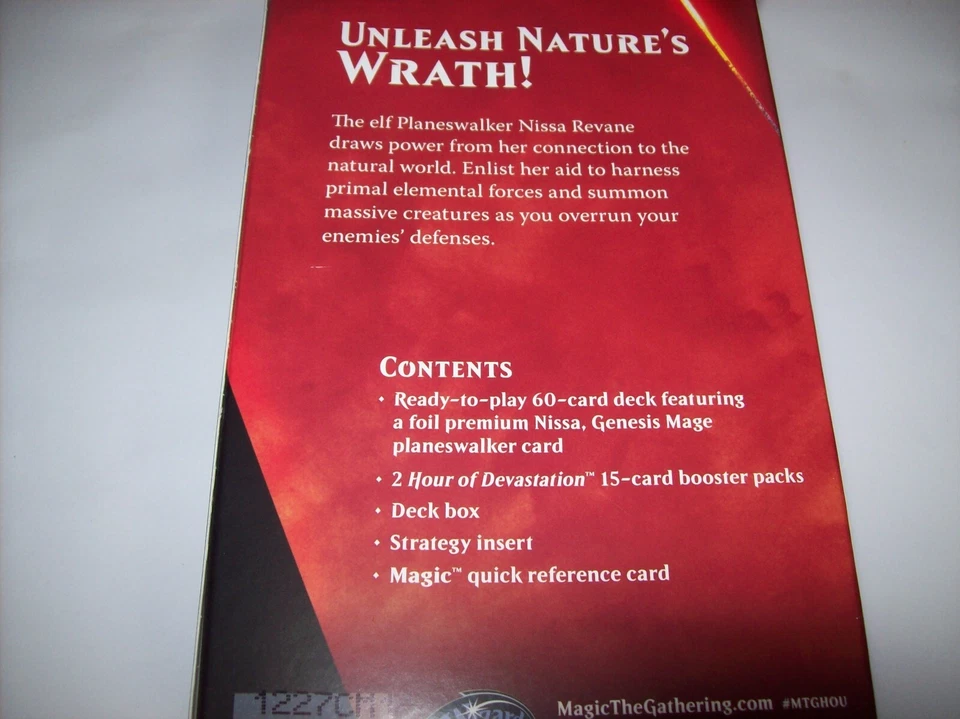 Unleash Nature's
Wrath!
The elf Planeswalker Nissa Revane
draws power from her connection to the
natural world. Enlist her aid to harness
primal elemental forces and summon
massive creatures as you overrun your
enemies' defenses.
Contents
• Ready-to-play 60-card deck featuring
a foil premium Nissa, Genesis Mage
planeswalker card
• 2 Hour of Devastation™ 15-card booster packs
• Deck box
• Strategy insert
• Magic™ quick reference card
MagicTheGathering.com #MTGHOU